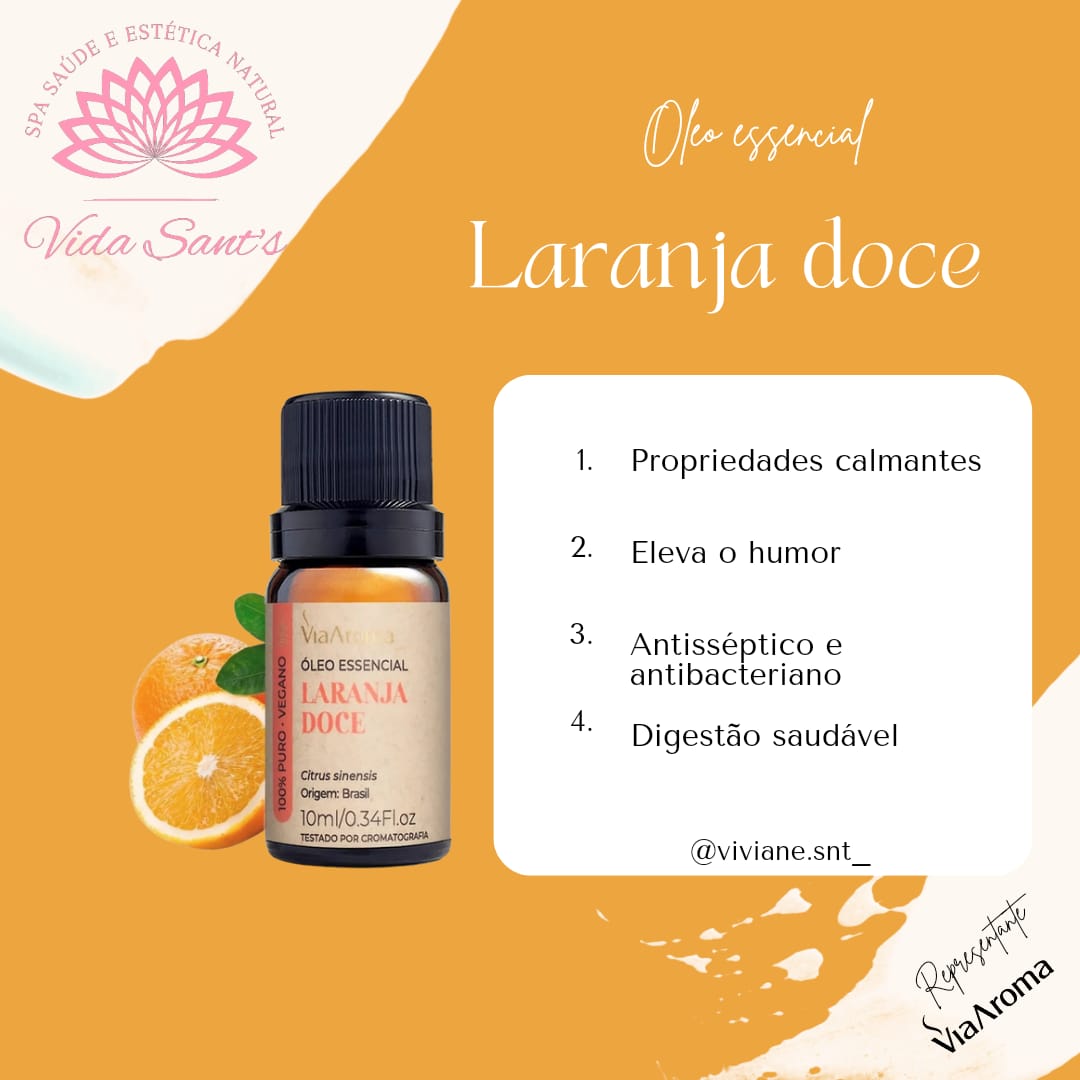 SPA SAÚDE E ESTÉTICA NATURAL
Vida Sant's
Oleo essencial
Laranja doce
1. Propriedades calmantes
2. Eleva o humor
3. Antisséptico e
antibacteriano
4. Digestão saudável
@viviane.snt_
100% PURO • VEGANO
ViaAroma
ÓLEO ESSENCIAL
LARANJA
DOCE
Citrus sinensis
Origem: Brasil
10ml/0.34Fl.oz
TESTADO POR CROMATOGRAFIA
Representante
ViaAroma